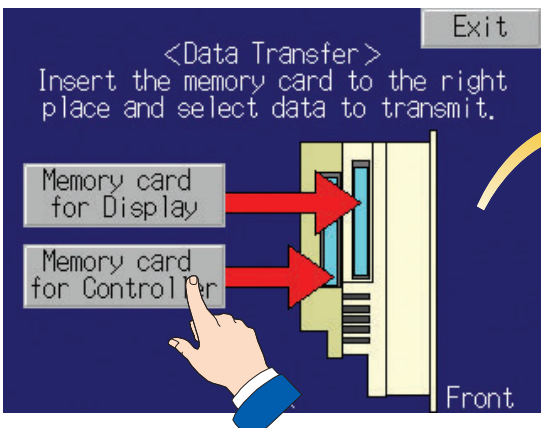 Exit
<Data Transfer>
Insert the memory card to the right
place and select data to transmit.
Memory card
for Display
Memory card
for Controller
Front